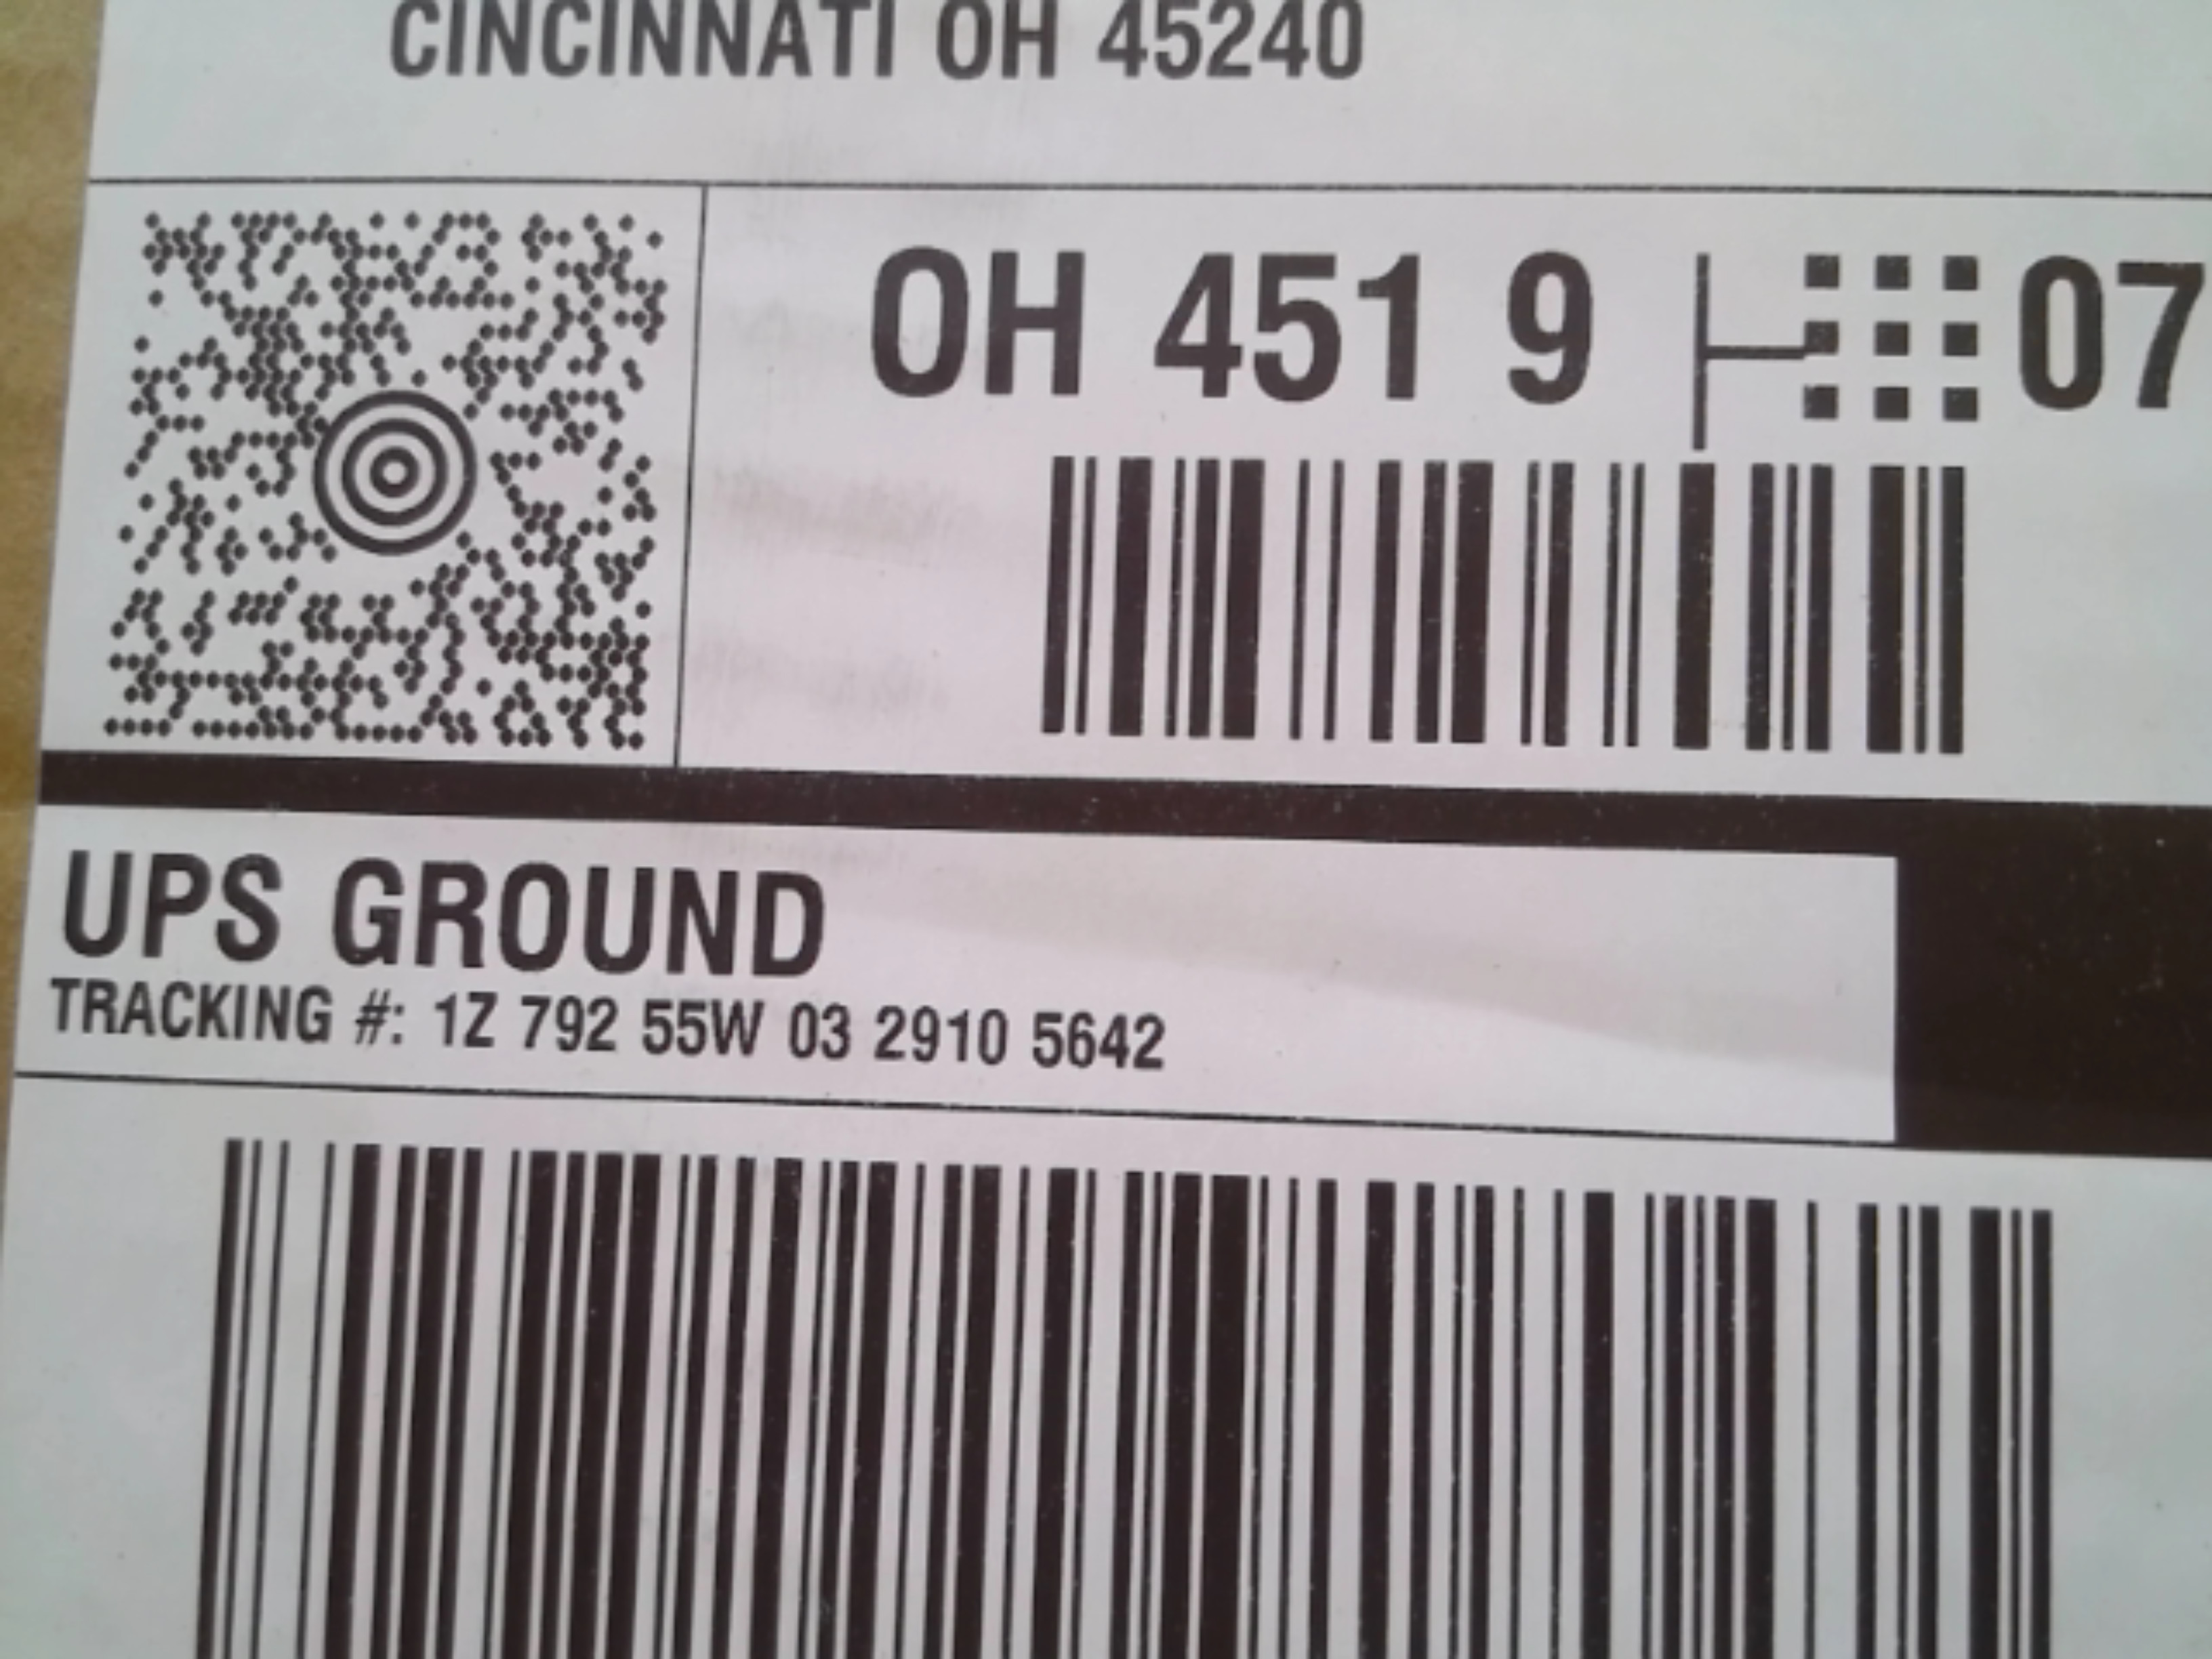 CINCINNATI OH 45240
OH 451 9 07
UPS GROUND
TRACKING #: 1Z 792 55W 03 2910 5642